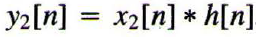 y₂[n] = x₂[n] * h[n]